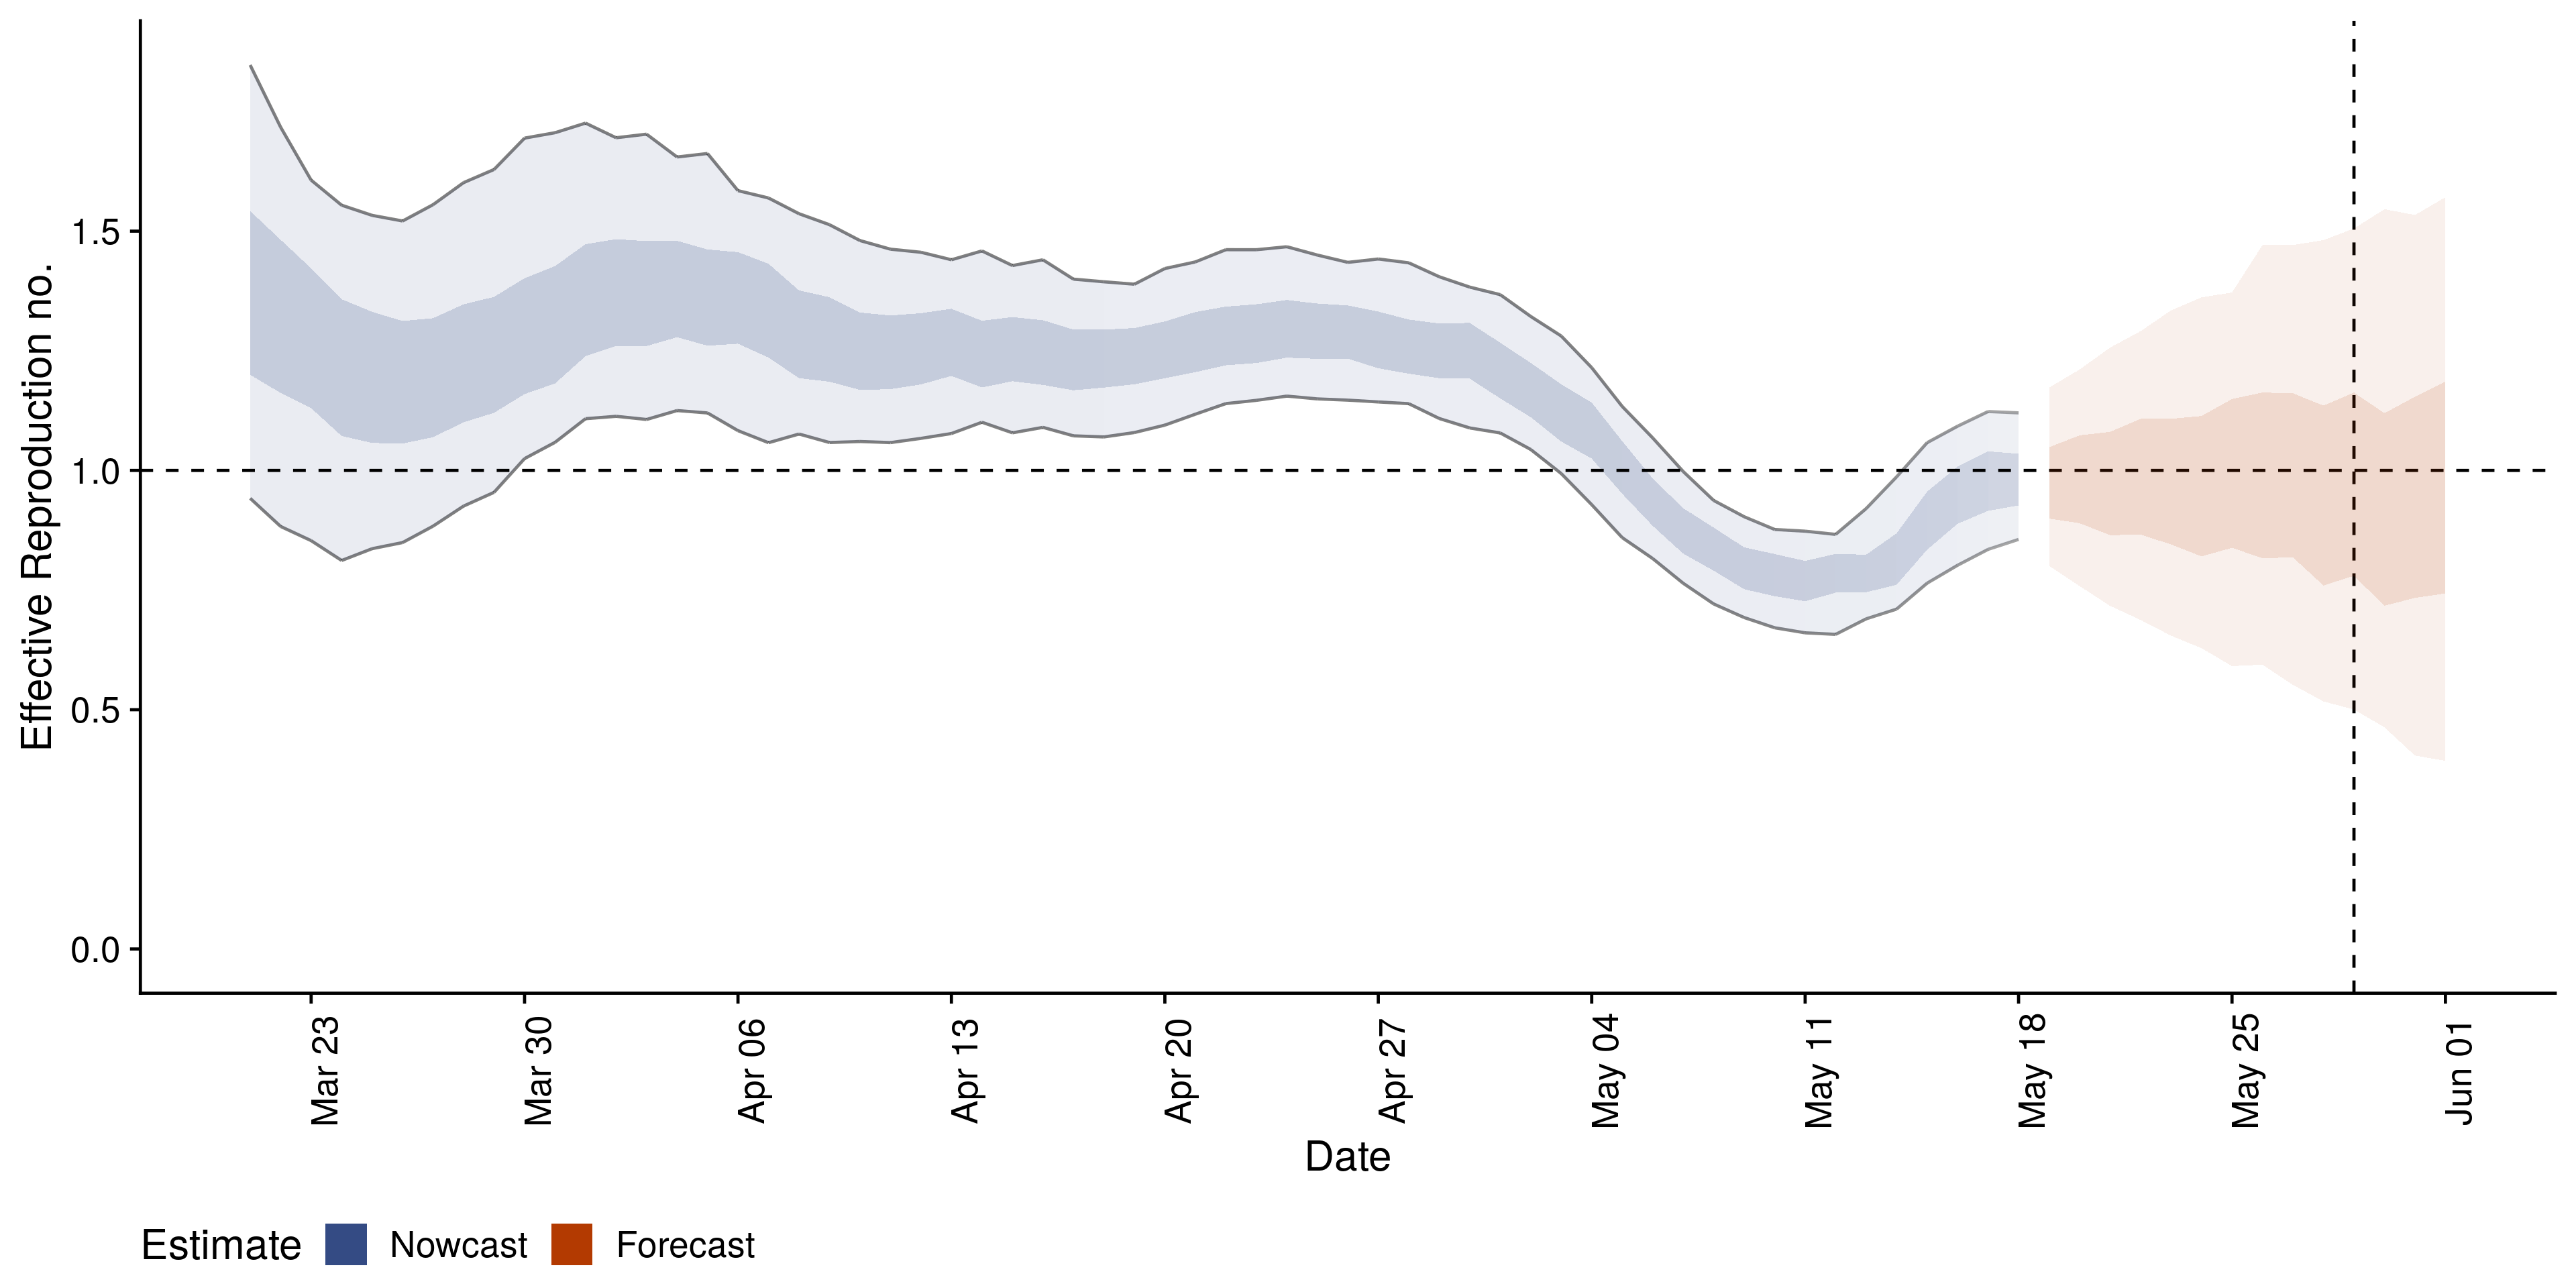 Effective Reproduction no.
1.5
1.0
0.5
0.0
Mar 23
Mar 30
Apr 06
Apr 13
Apr 20
Apr 27
May 04
May 11
May 18
May 25
Jun 01
Date
Estimate Nowcast Forecast